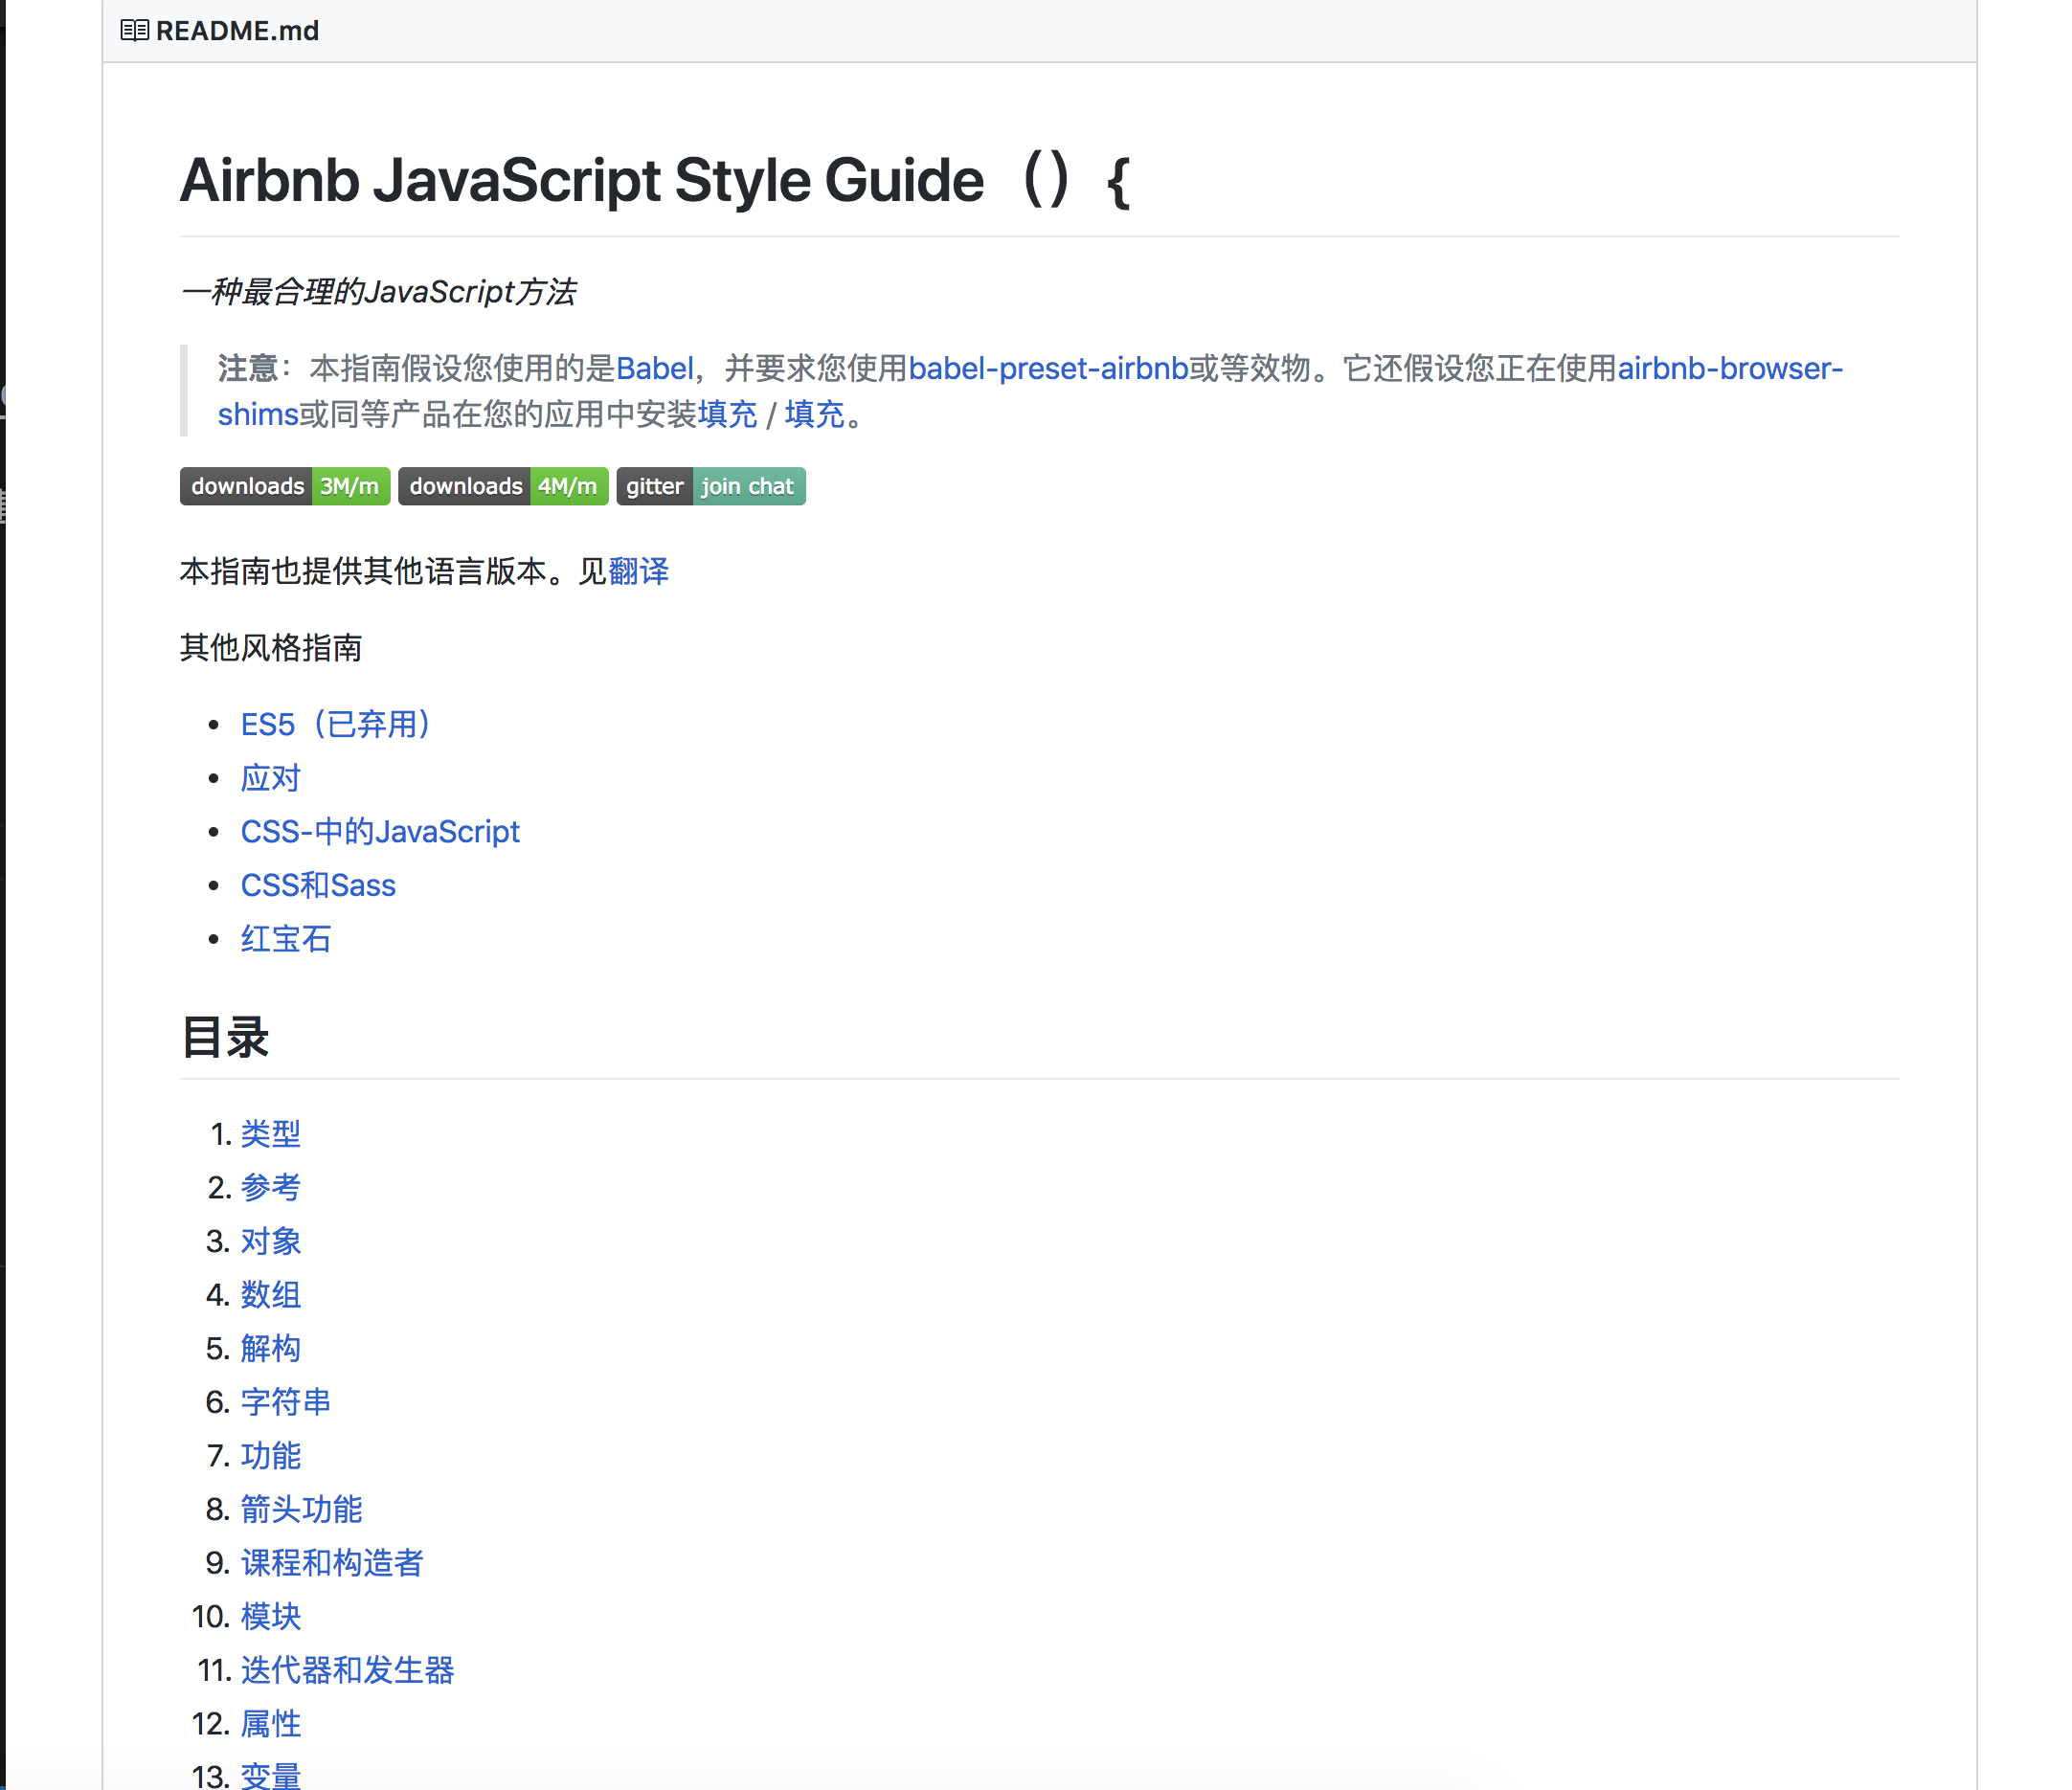 README.md
Airbnb JavaScript Style Guide（）{
一种最合理的JavaScript方法
注意：本指南假设您使用的是Babel，并要求您使用babel-preset-airbnb或等效物。它还假设您正在使用airbnb-browser-
shims或同等产品在您的应用中安装填充 / 填充。
downloads 3M/m downloads 4M/m gitter join chat
本指南也提供其他语言版本。见翻译
其他风格指南
• ES5（已弃用）
• 应对
• CSS-中的JavaScript
• CSS和Sass
• 红宝石
目录
1. 类型
2. 参考
3. 对象
4. 数组
5. 解构
6. 字符串
7. 功能
8. 箭头功能
9. 课程和构造者
10. 模块
11. 迭代器和发生器
12. 属性
13. 变量